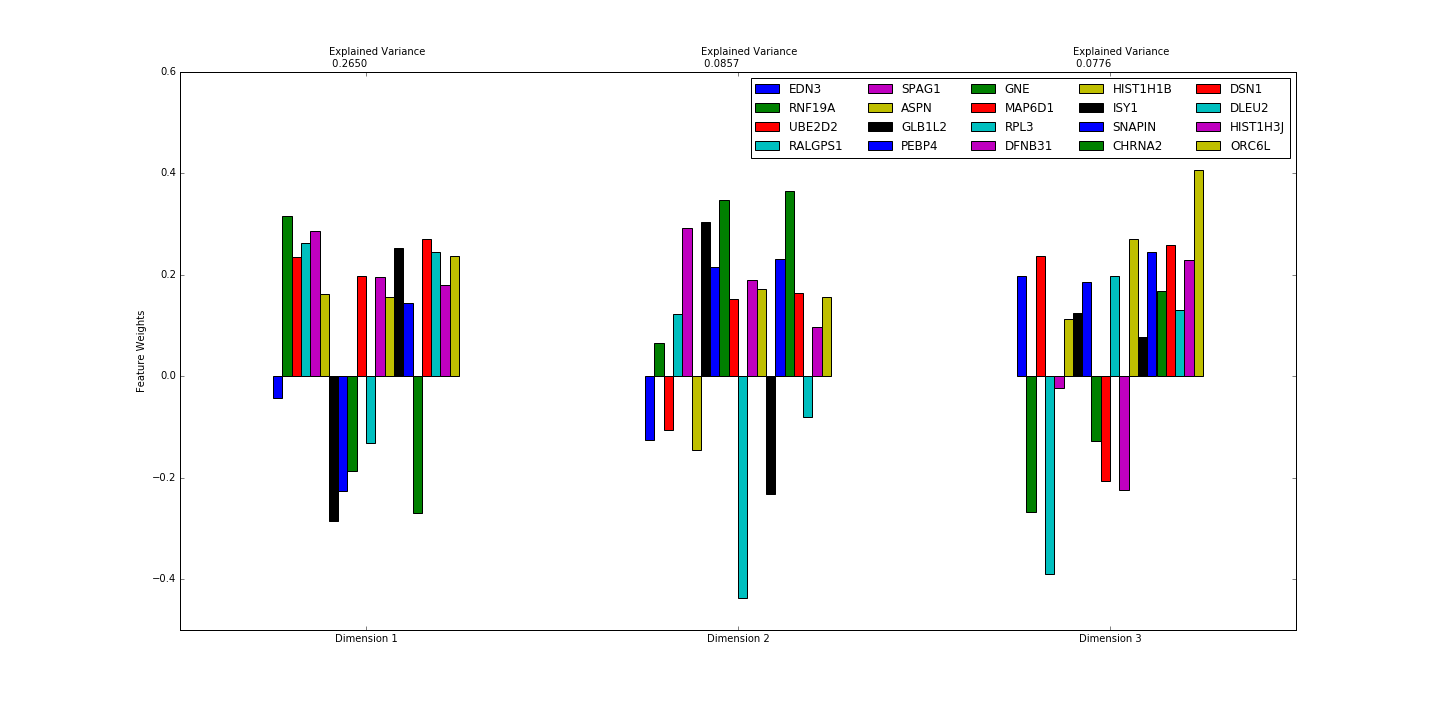 Explained Variance
0.2650
Explained Variance
0.0857
Explained Variance
0.0776
0.6
0.4
0.2
0.0
−0.2
−0.4
Feature Weights
EDN3 SPAG1 GNE HIST1H1B DSN1
RNF19A ASPN MAP6D1 ISY1 DLEU2
UBE2D2 GLB1L2 RPL3 SNAPIN HIST1H3J
RALGPS1 PEBP4 DFNB31 CHRNA2 ORC6L
Dimension 1
Dimension 2
Dimension 3